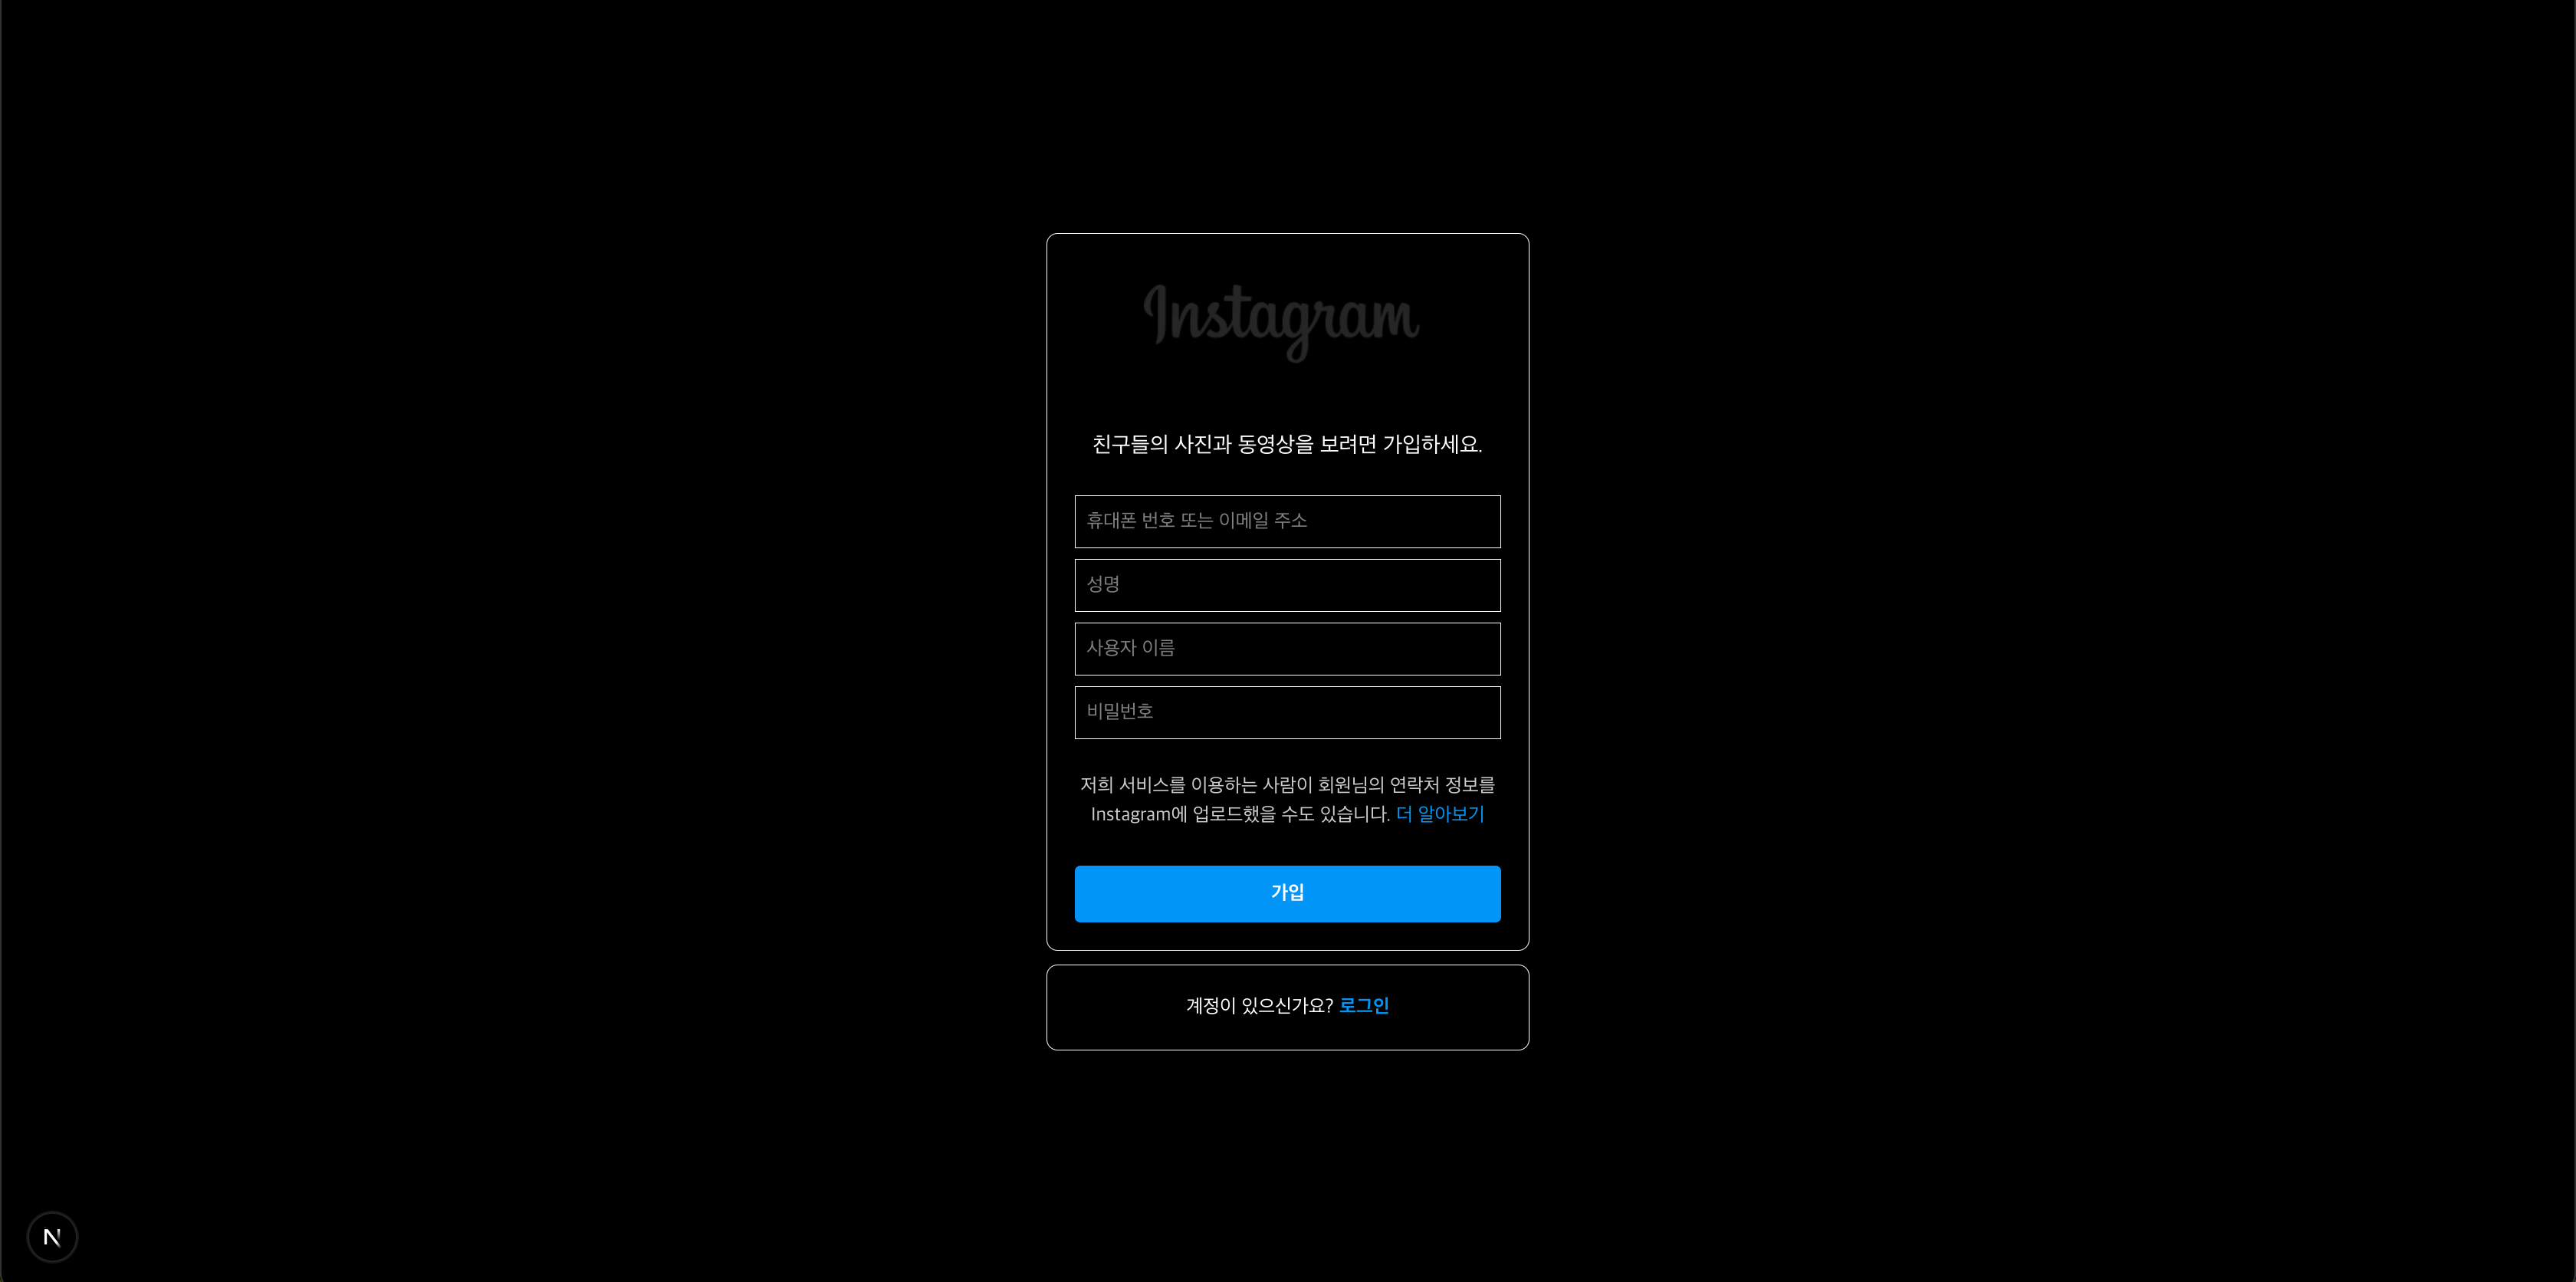 Instagram
친구들의 사진과 동영상을 보려면 가입하세요.
휴대폰 번호 또는 이메일 주소
성명
사용자 이름
비밀번호
저희 서비스를 이용하는 사람이 회원님의 연락처 정보를
Instagram에 업로드했을 수도 있습니다. 더 알아보기
가입
계정이 있으신가요? 로그인
N